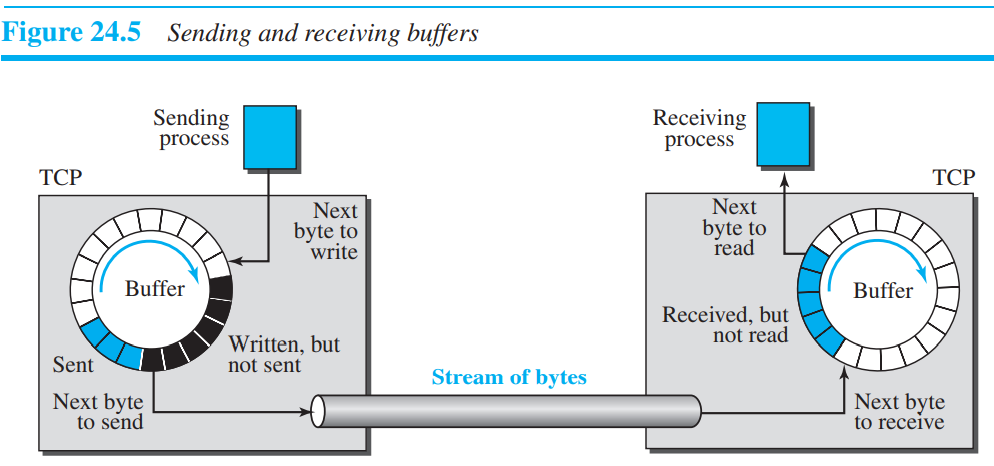 Figure 24.5 Sending and receiving buffers
Sending
process
TCP
Next
byte to
write
Buffer
Written, but
not sent
Sent
Next byte
to send
Stream of bytes
Receiving
process
TCP
Next
byte to
read
Buffer
Received, but
not read
Next byte
to receive